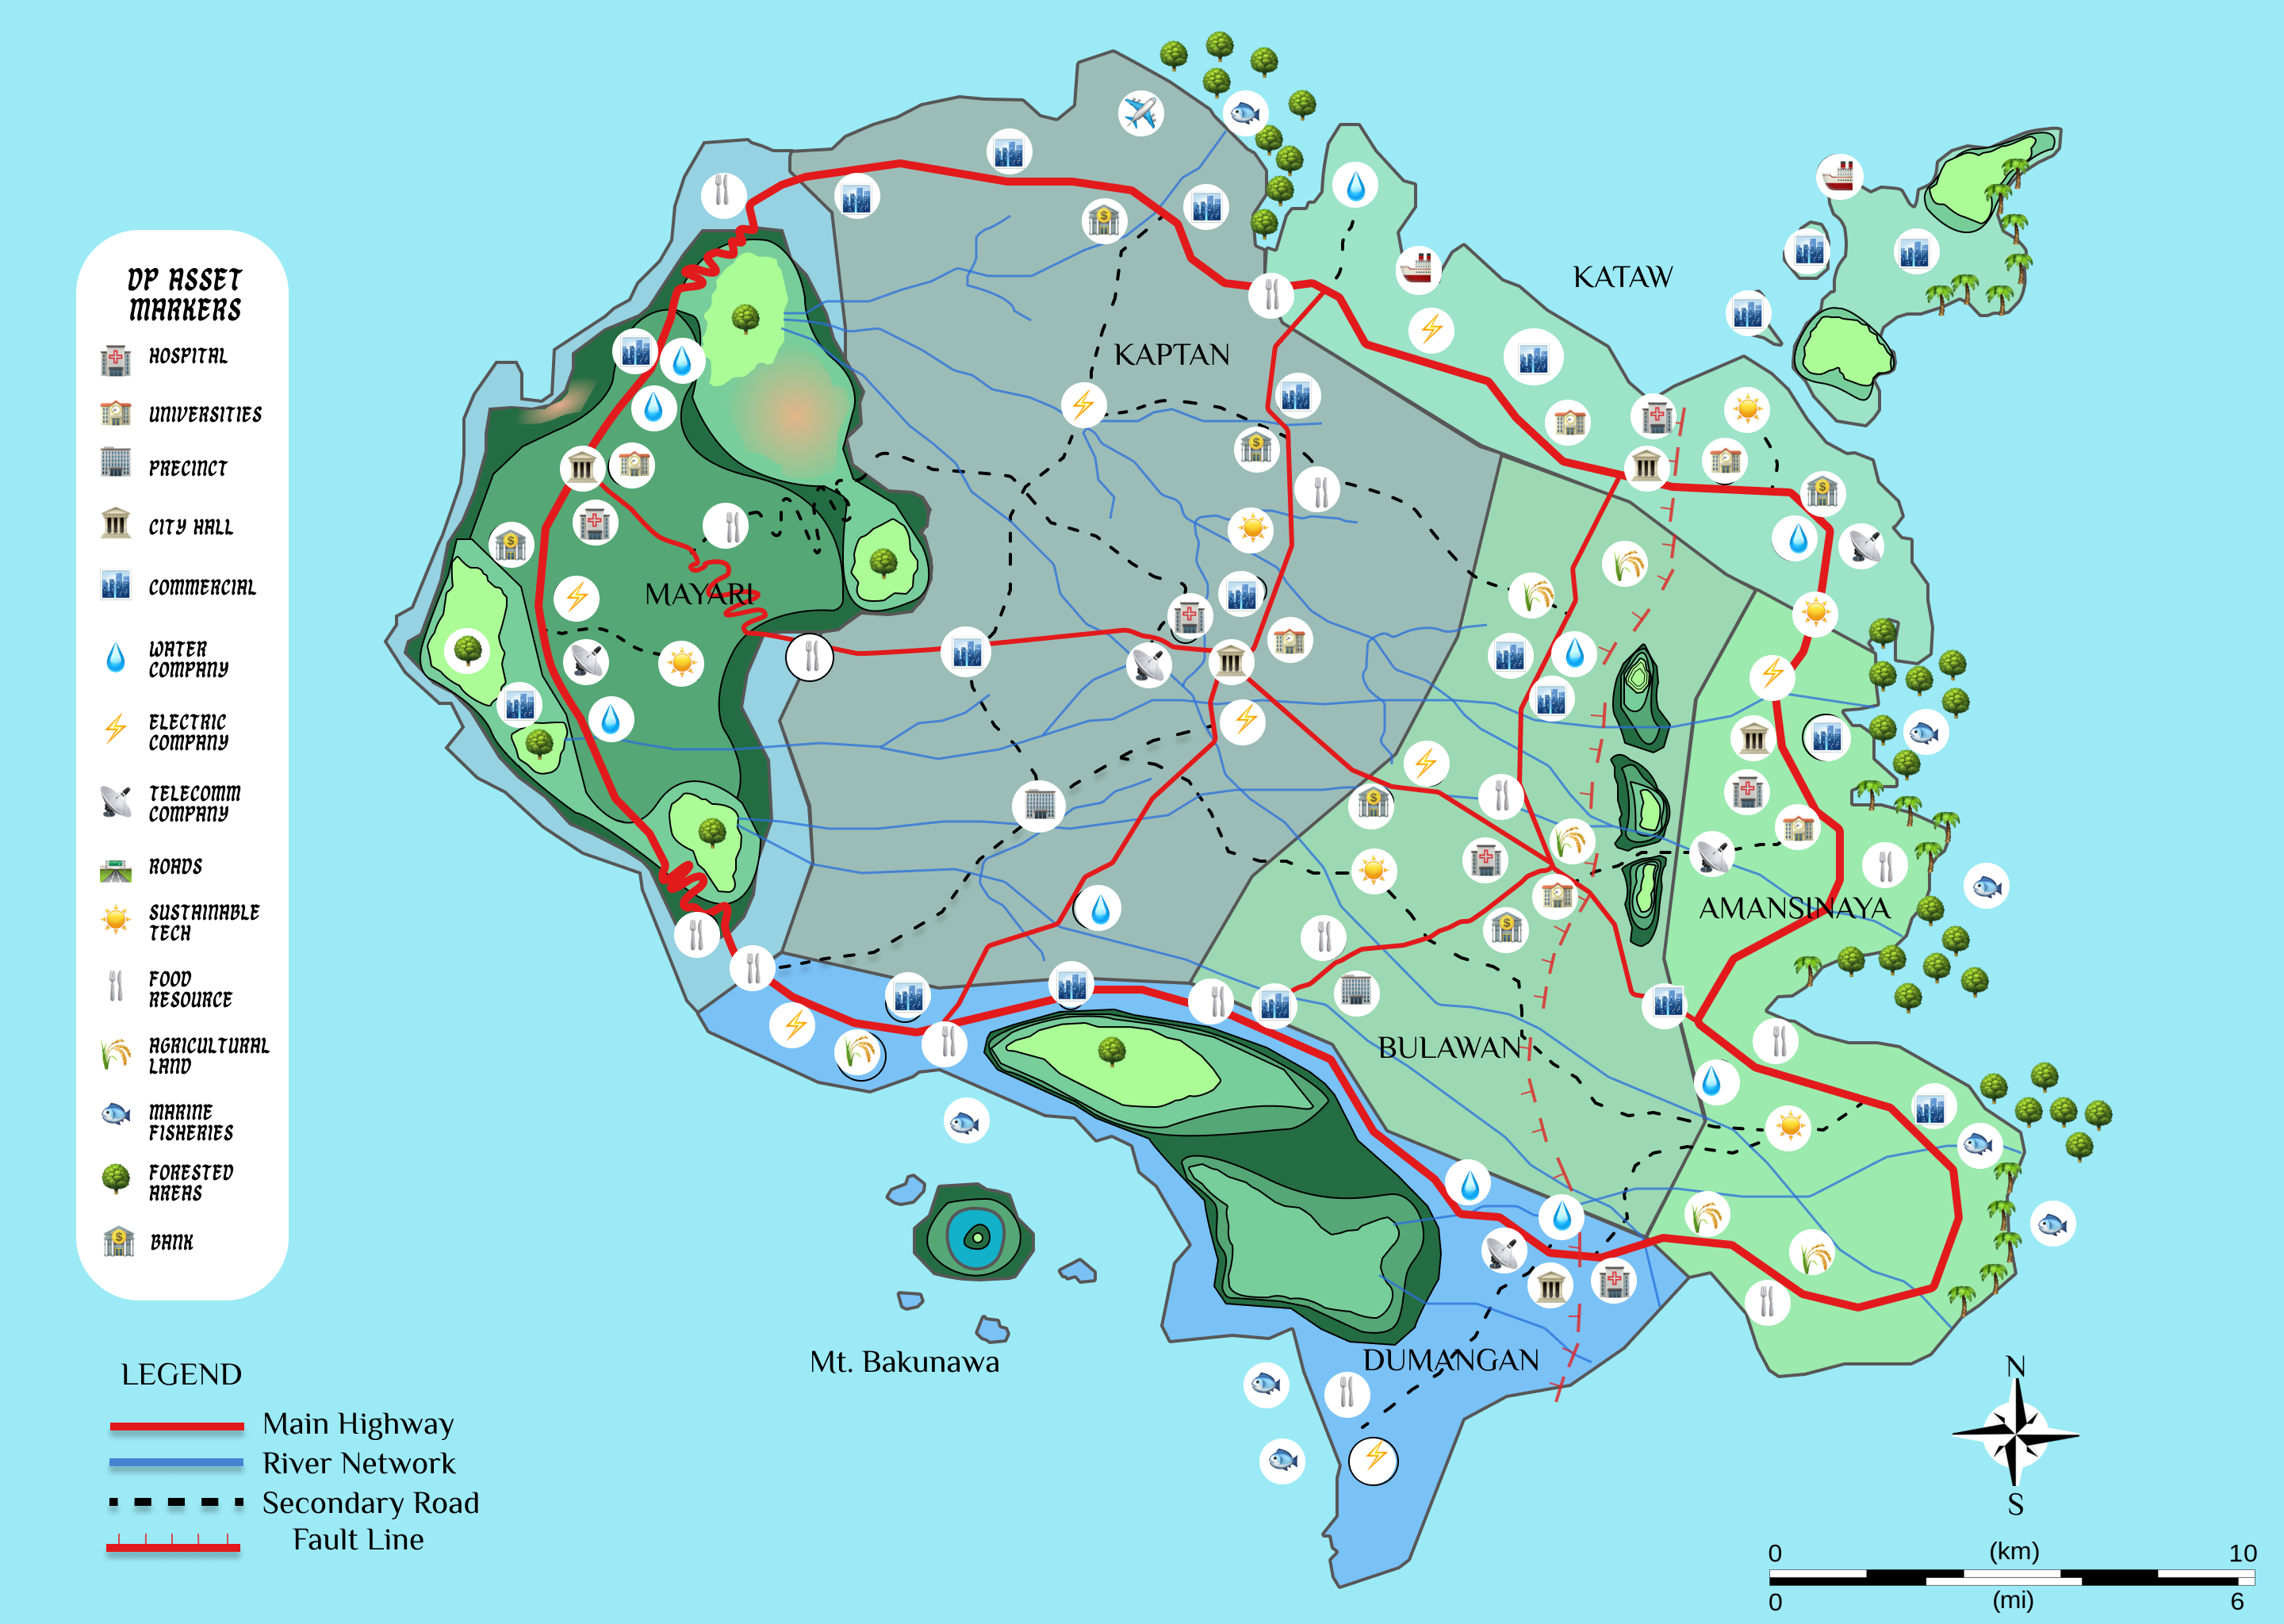 DP ASSET
MARKERS
HOSPITAL
UNIVERSITIES
PRECINCT
CITY HALL
COMMERCIAL
WATER
COMPANY
ELECTRIC
COMPANY
TELECOMM
COMPANY
ROADS
SUSTAINABLE
TECH
FOOD
RESOURCE
AGRICULTURAL
LAND
MARINE
FISHERIES
FORESTED
AREAS
BANK
LEGEND
Main Highway
River Network
Secondary Road
Fault Line
KATAW
KAPTAN
MAYARI
AMANSINAYA
BULAWAN
DUMANGAN
Mt. Bakunawa
N
S
0 (km) 10
0 (mi) 6